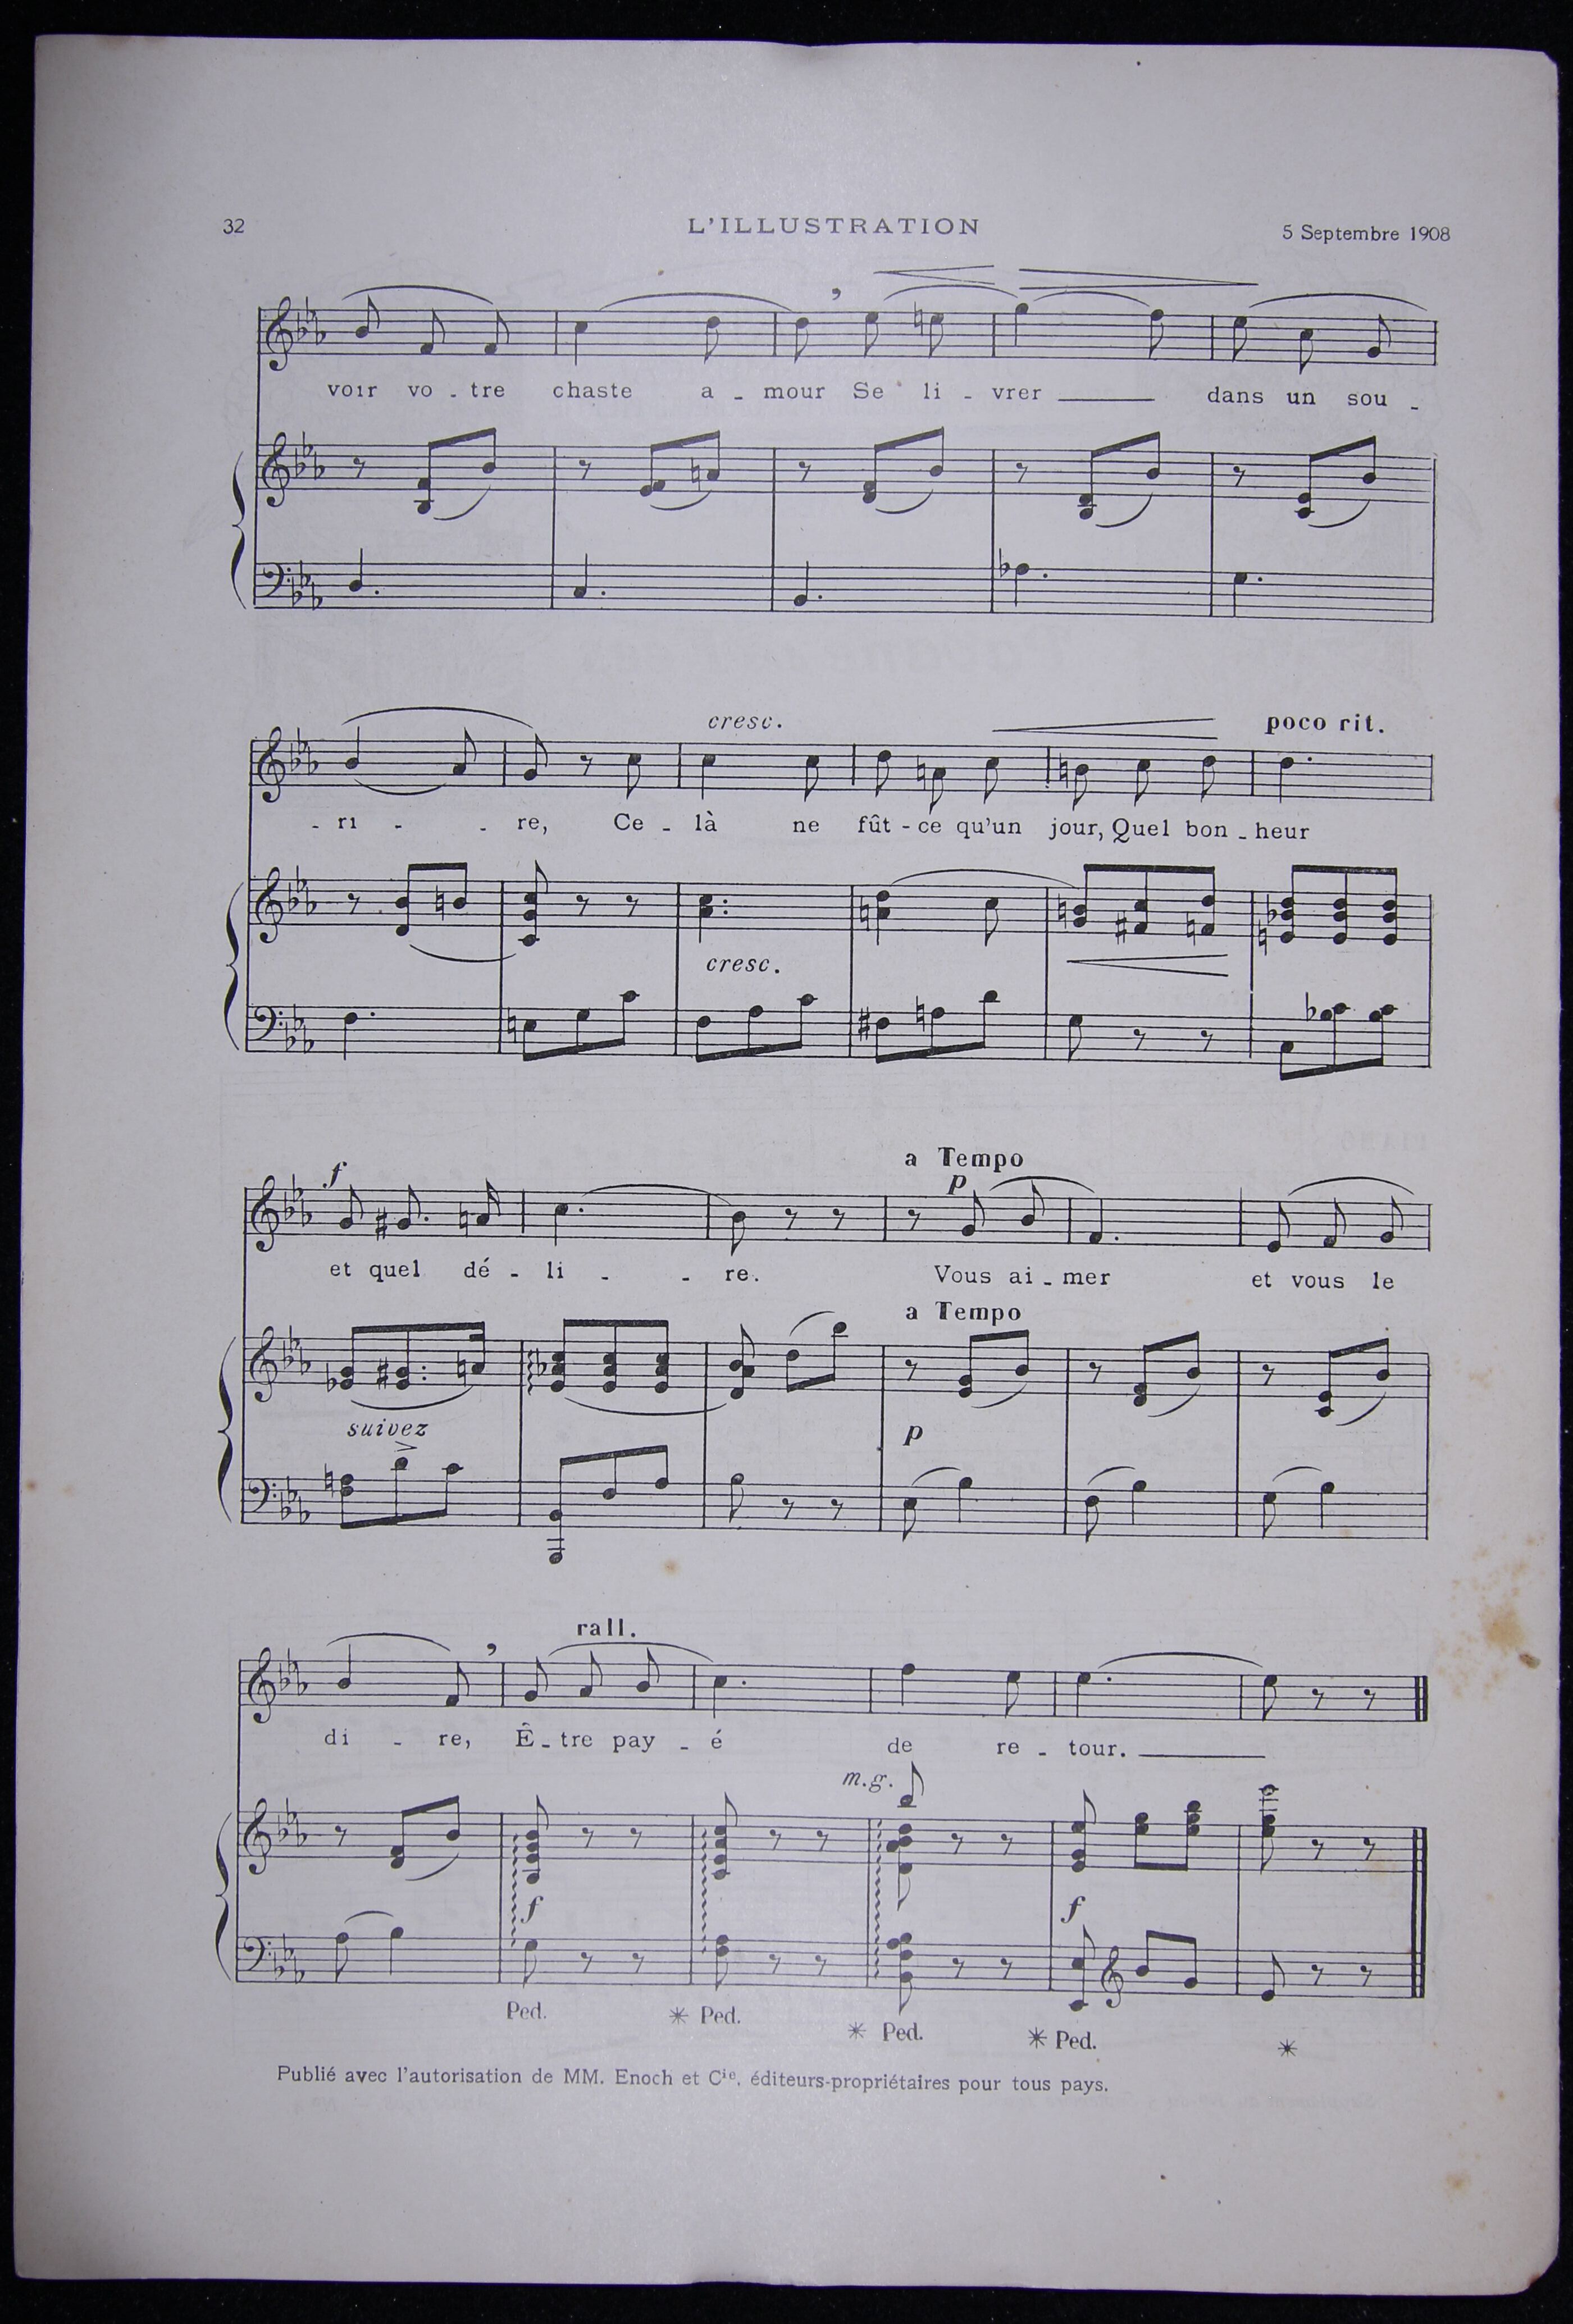 32
L'ILLUSTRATION
5 Septembre 1908
voir vo - tre chaste a - mour Se li - vrer dans un sou -
cresc. poco rit.
- ri - - re, Ce - là ne fût - ce qu'un jour, Quel bon - heur
cresc.
f a Tempo
p
et quel dé - li - - re. Vous ai - mer et vous le
a Tempo
suivez p
rall.
di - re, Ê - tre pay - é de re - tour.
m.g.
f f
Ped. * Ped. * Ped. * Ped. *
Publié avec l'autorisation de MM. Enoch et Cie. éditeurs-propriétaires pour tous pays.